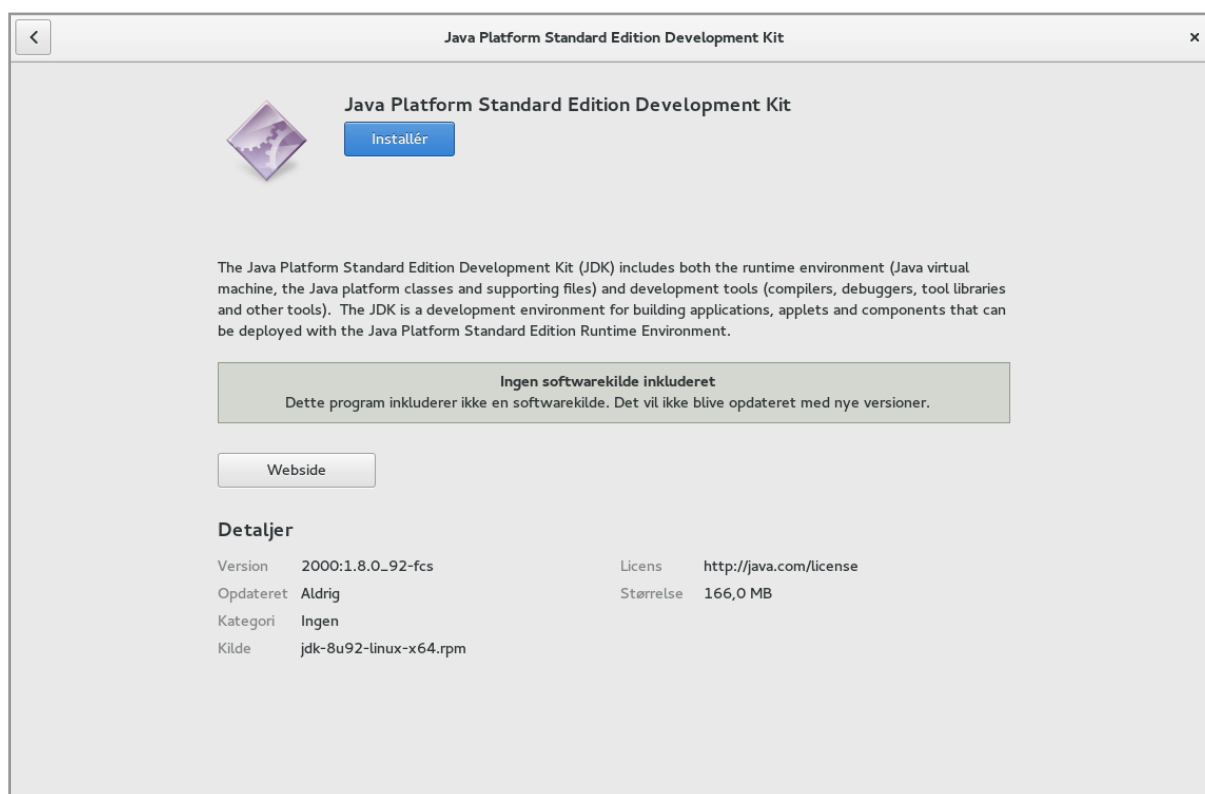 Java Platform Standard Edition Development Kit
Java Platform Standard Edition Development Kit
Installér
The Java Platform Standard Edition Development Kit (JDK) includes both the runtime environment (Java virtual
machine, the Java platform classes and supporting files) and development tools (compilers, debuggers, tool libraries
and other tools).  The JDK is a development environment for building applications, applets and components that can
be deployed with the Java Platform Standard Edition Runtime Environment.
Ingen softwarekilde inkluderet
Dette program inkluderer ikke en softwarekilde. Det vil ikke blive opdateret med nye versioner.
Webside
Detaljer
Version 2000:1.8.0_92-fcs Licens http://java.com/license
Opdateret Aldrig Størrelse 166,0 MB
Kategori Ingen
Kilde jdk-8u92-linux-x64.rpm